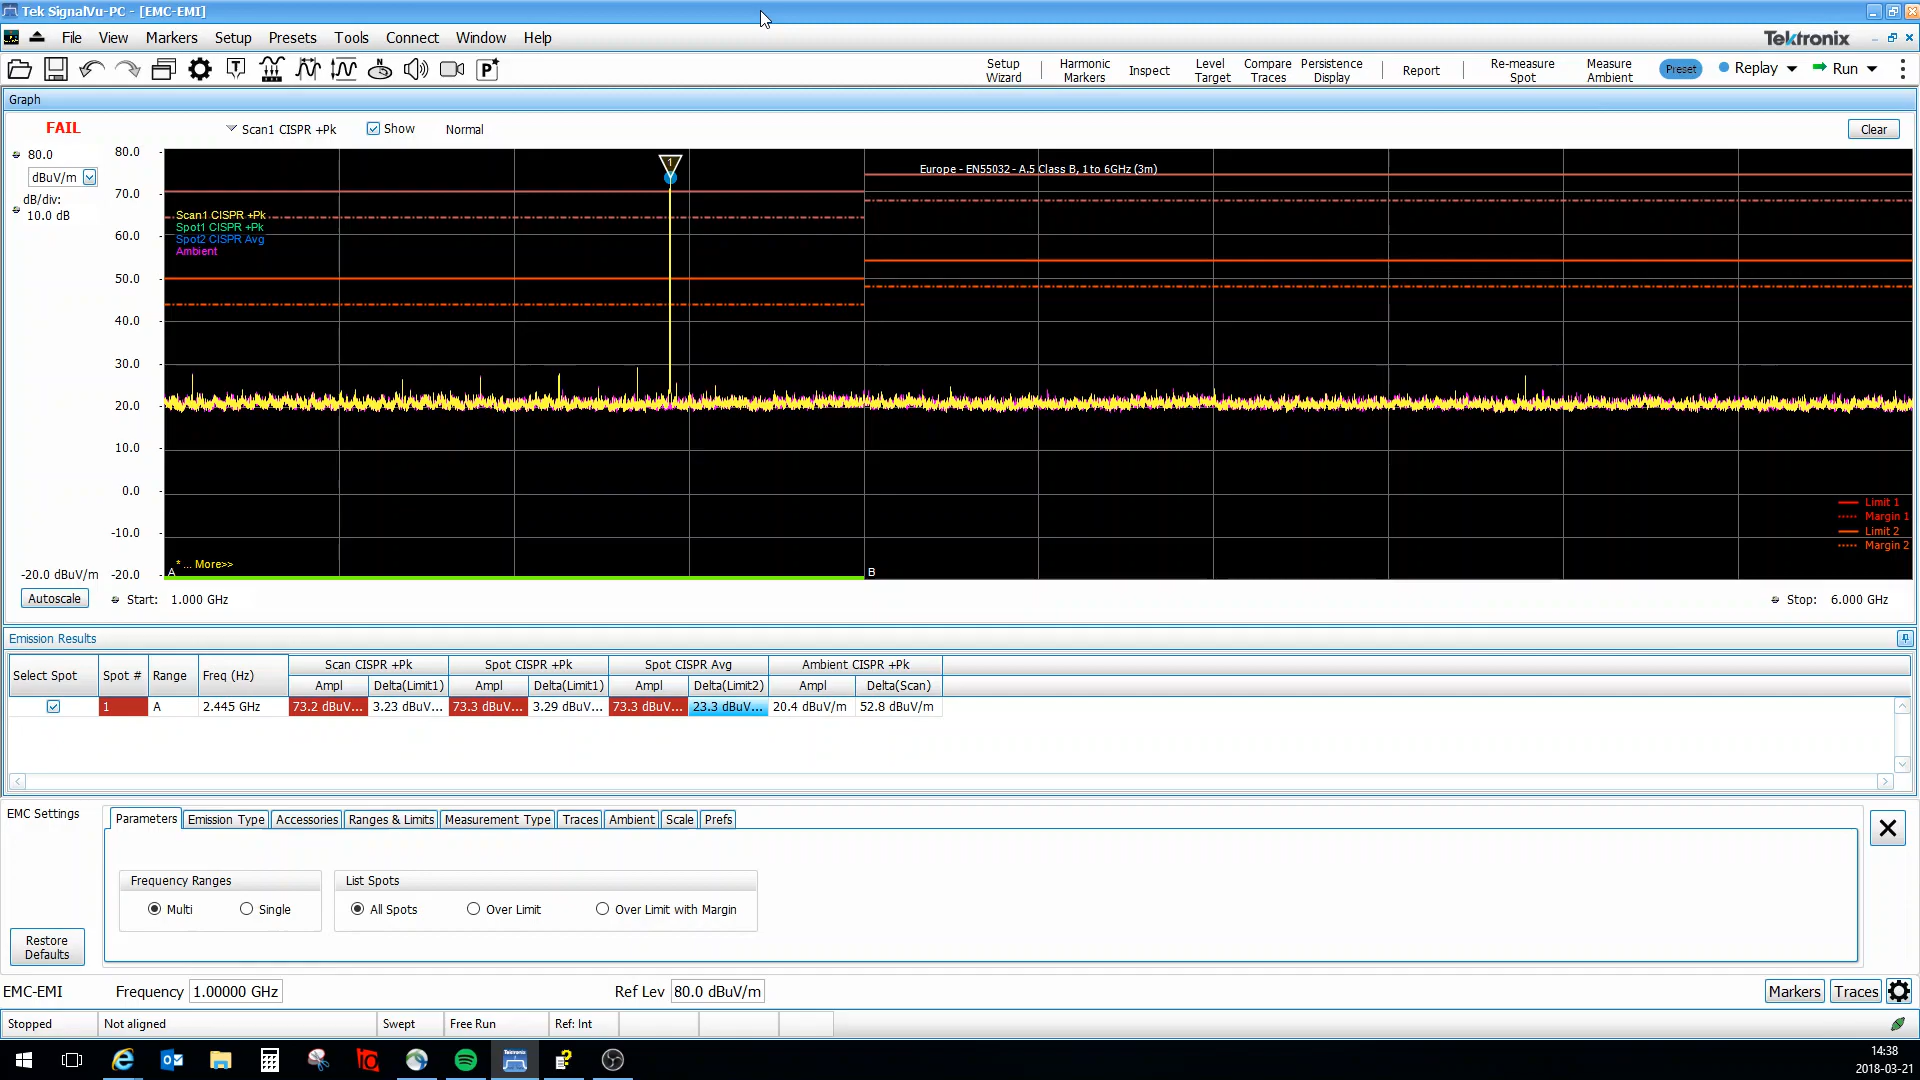 Tek SignalVu-PC - [EMC-EMI]
File View Markers Setup Presets Tools Connect Window Help
Tektronix
Setup Wizard
Harmonic Markers
Inspect
Level Target
Compare Traces
Persistence Display
Report
Re-measure Spot
Measure Ambient
Preset
Replay
Run
Graph
FAIL
Scan1 CISPR +Pk
Show
Normal
Clear
80.0
dBuV/m
dB/div:
10.0 dB
80.0
70.0
60.0
50.0
40.0
30.0
20.0
10.0
0.0
-10.0
-20.0
-20.0 dBuV/m
1
Europe - EN55032 - A.5 Class B, 1to 6GHz (3m)
Scan1 CISPR +Pk
Spot1 CISPR +Pk
Spot2 CISPR Avg
Ambient
Limit 1
Margin 1
Limit 2
Margin 2
* ... More>>
A
B
Autoscale
Start: 1.000 GHz
Stop: 6.000 GHz
Emission Results
Select Spot Spot # Range Freq (Hz) Scan CISPR +Pk Spot CISPR +Pk Spot CISPR Avg Ambient CISPR +Pk
Ampl Delta(Limit1) Ampl Delta(Limit1) Ampl Delta(Limit2) Ampl Delta(Scan)
1 A 2.445 GHz 73.2 dBuV... 3.23 dBuV... 73.3 dBuV... 3.29 dBuV... 73.3 dBuV... 23.3 dBuV... 20.4 dBuV/m 52.8 dBuV/m
EMC Settings
Parameters Emission Type Accessories Ranges & Limits Measurement Type Traces Ambient Scale Prefs
Frequency Ranges
Multi Single
List Spots
All Spots Over Limit Over Limit with Margin
Restore
Defaults
EMC-EMI Frequency 1.00000 GHz Ref Lev 80.0 dBuV/m Markers Traces
Stopped Not aligned Swept Free Run Ref: Int
14:38
2018-03-21